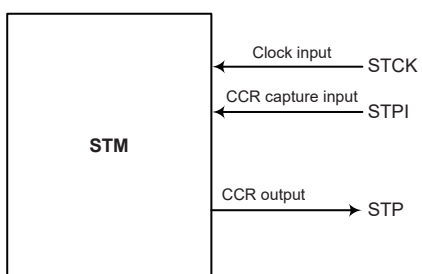 Clock input
STCK
CCR capture input
STPI
STM
CCR output
STP